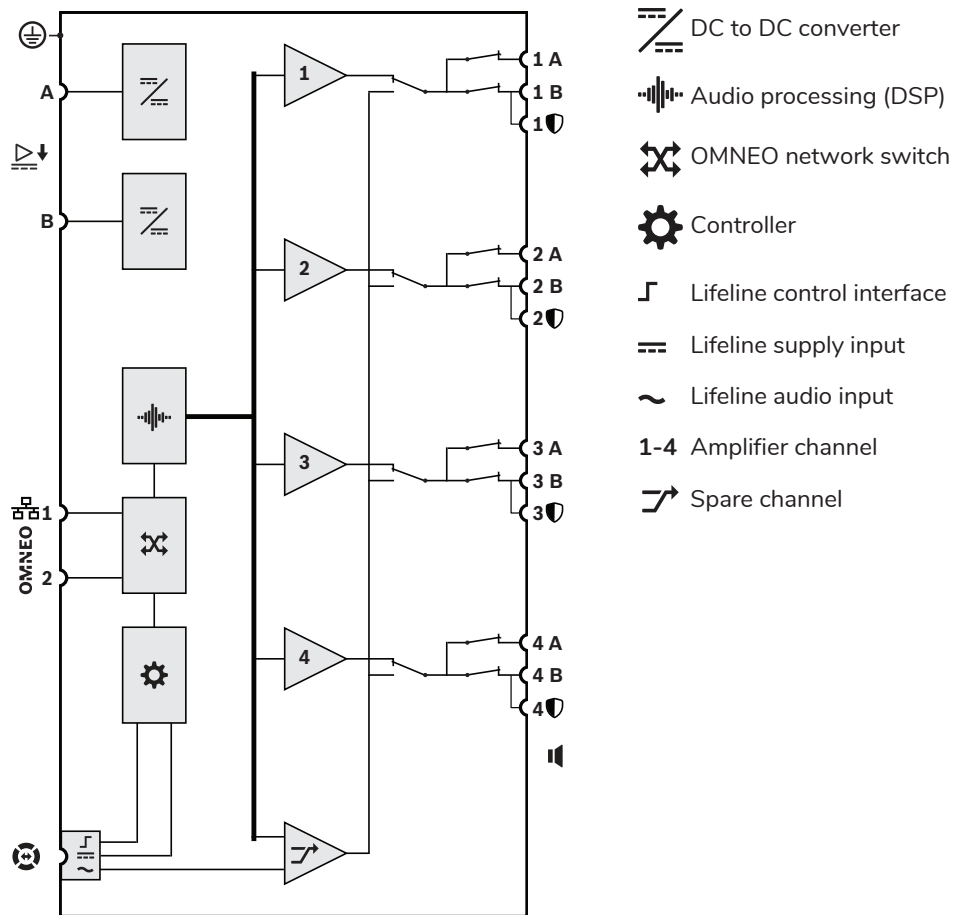 A
B
OMNEO
1
2
1
2
3
4
1 A
1 B
1
2 A
2 B
2
3 A
3 B
3
4 A
4 B
4
DC to DC converter
Audio processing (DSP)
OMNEO network switch
Controller
Lifeline control interface
Lifeline supply input
Lifeline audio input
1-4 Amplifier channel
Spare channel